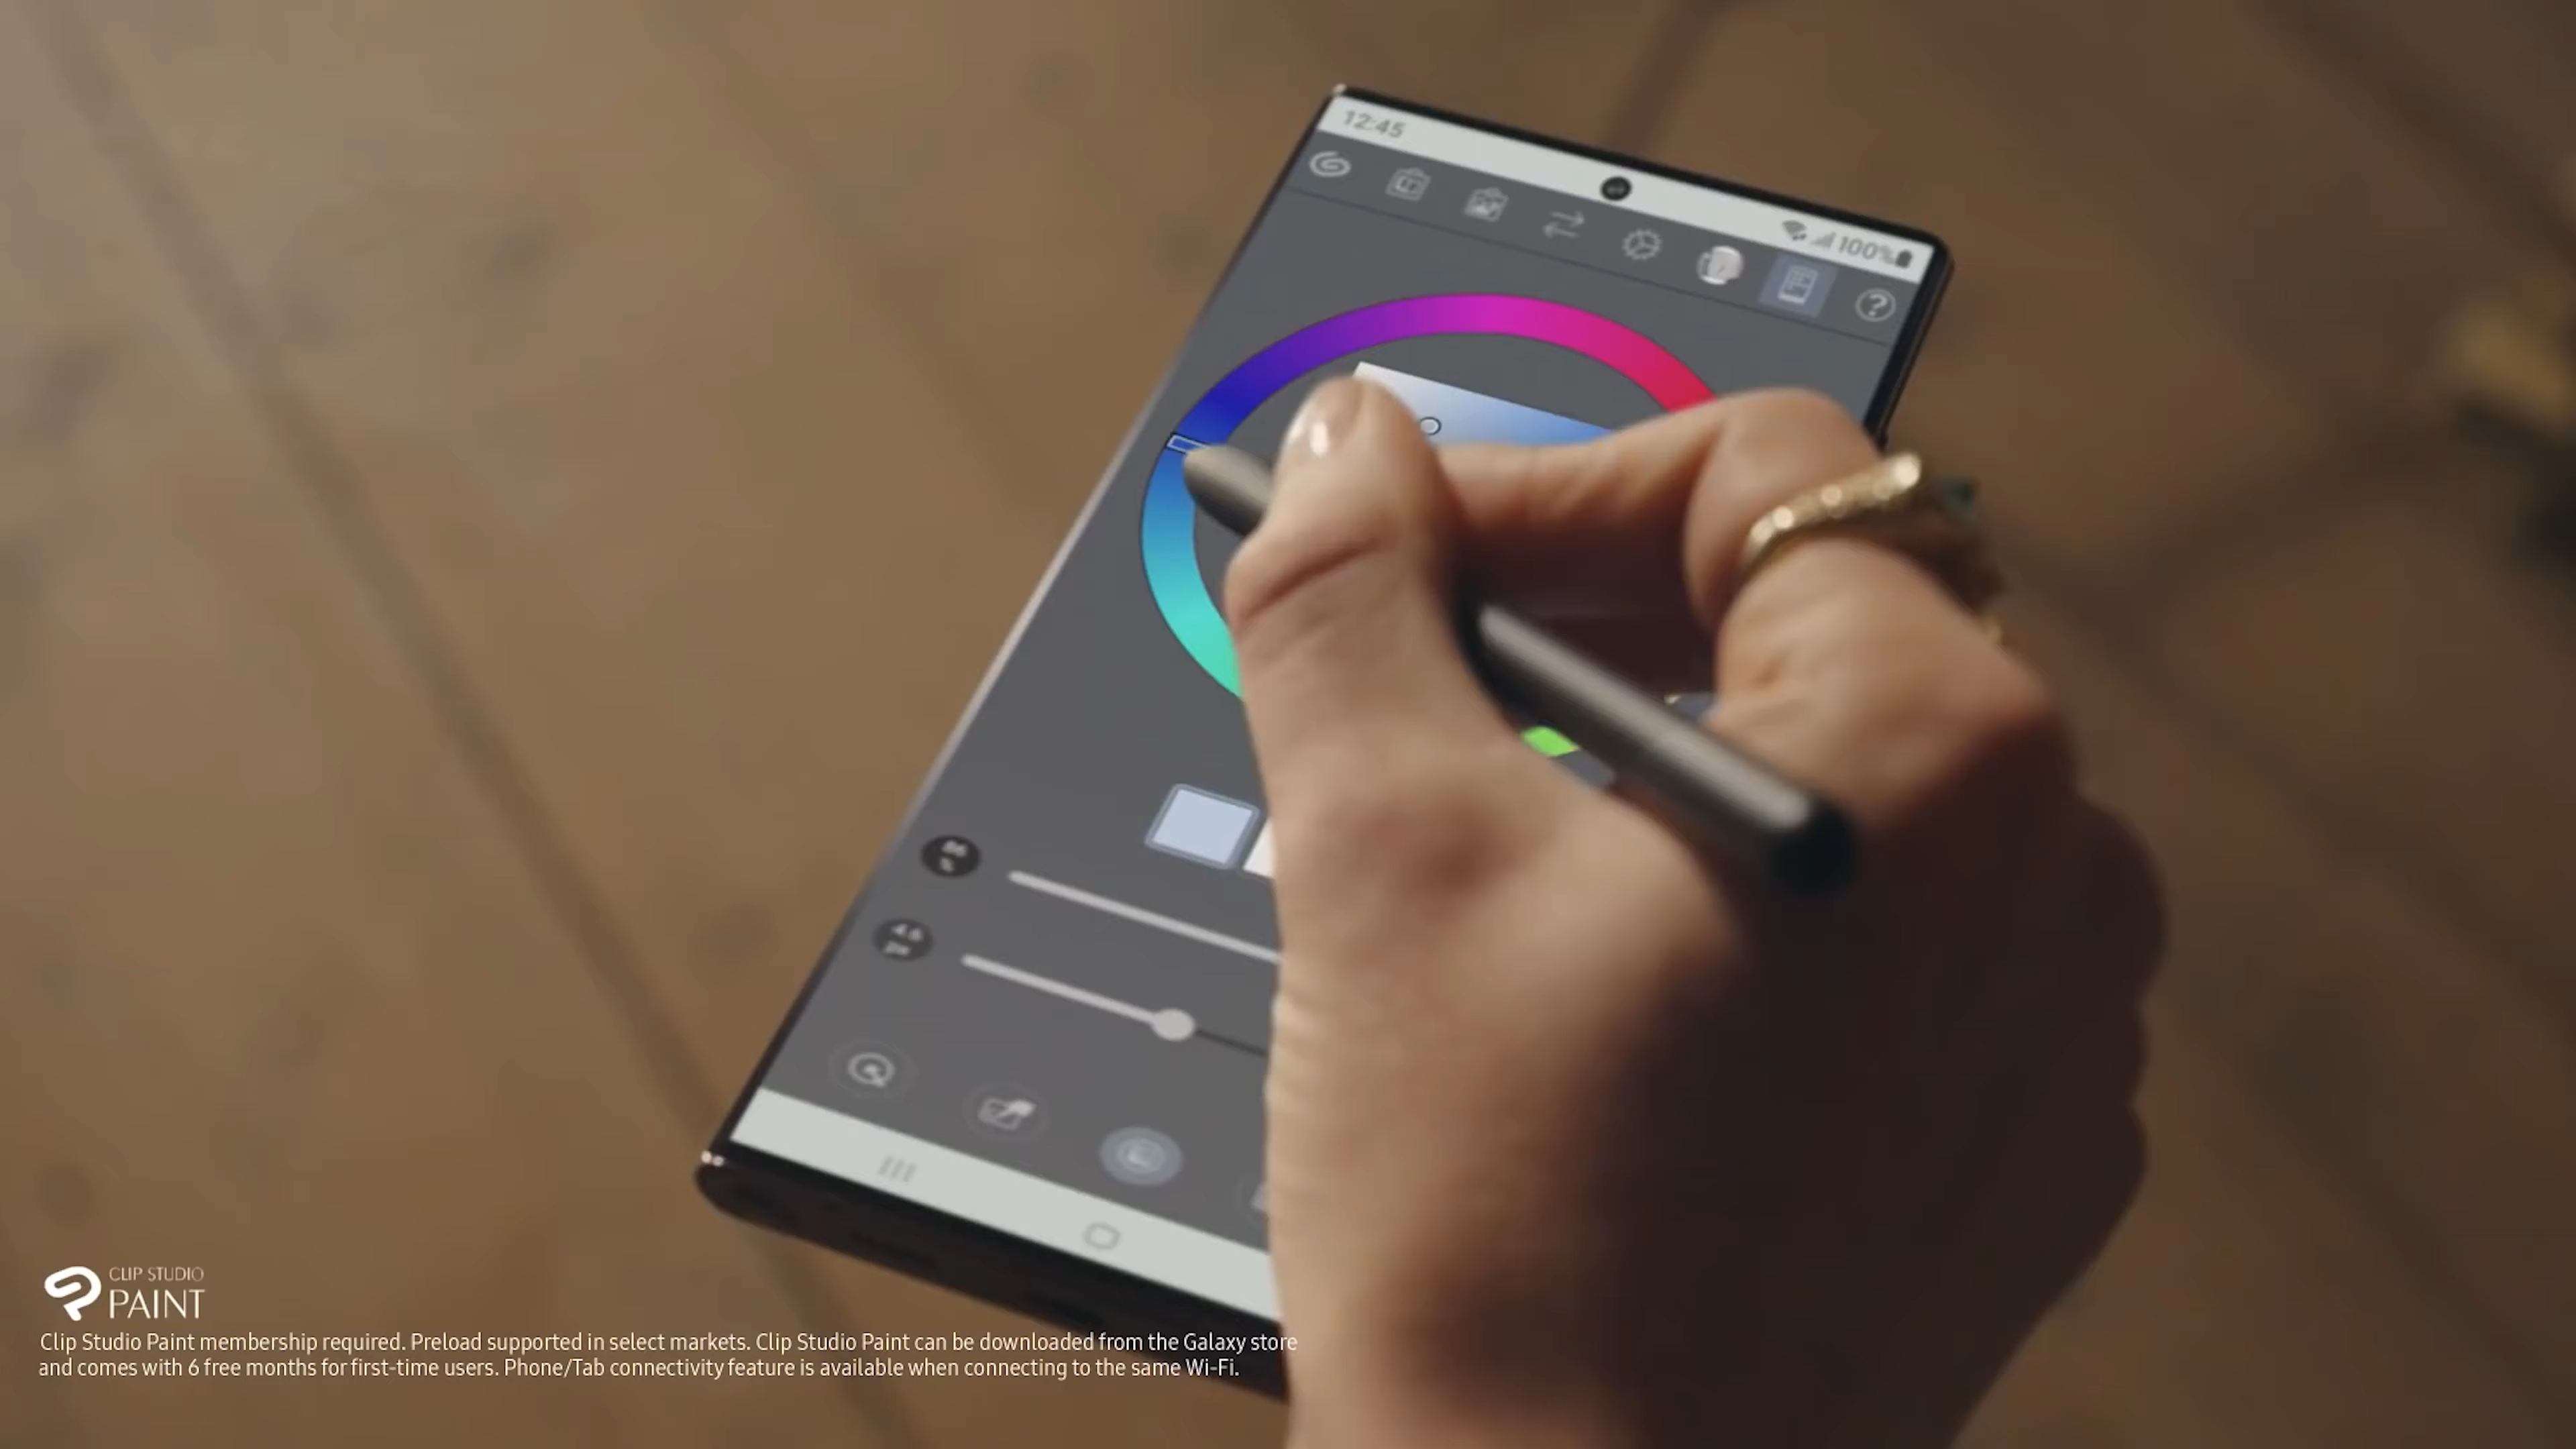 12:45
100%
CLIP STUDIO
PAINT
Clip Studio Paint membership required. Preload supported in select markets. Clip Studio Paint can be downloaded from the Galaxy store
and comes with 6 free months for first-time users. Phone/Tab connectivity feature is available when connecting to the same Wi-Fi.